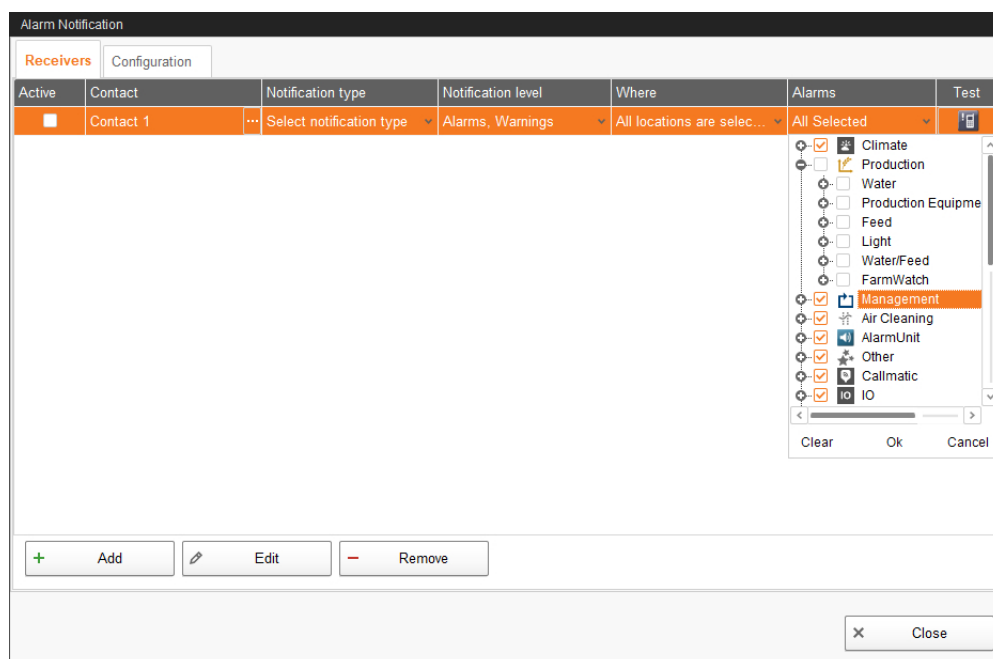 Alarm Notification
Receivers Configuration
Active Contact Notification type Notification level Where Alarms Test
Contact 1 ... Select notification type Alarms, Warnings All locations are selec... All Selected
Climate
Production
Water
Production Equipme
Feed
Light
Water/Feed
FarmWatch
Management
Air Cleaning
AlarmUnit
Other
Callmatic
IO IO
Clear Ok Cancel
Add Edit Remove
Close